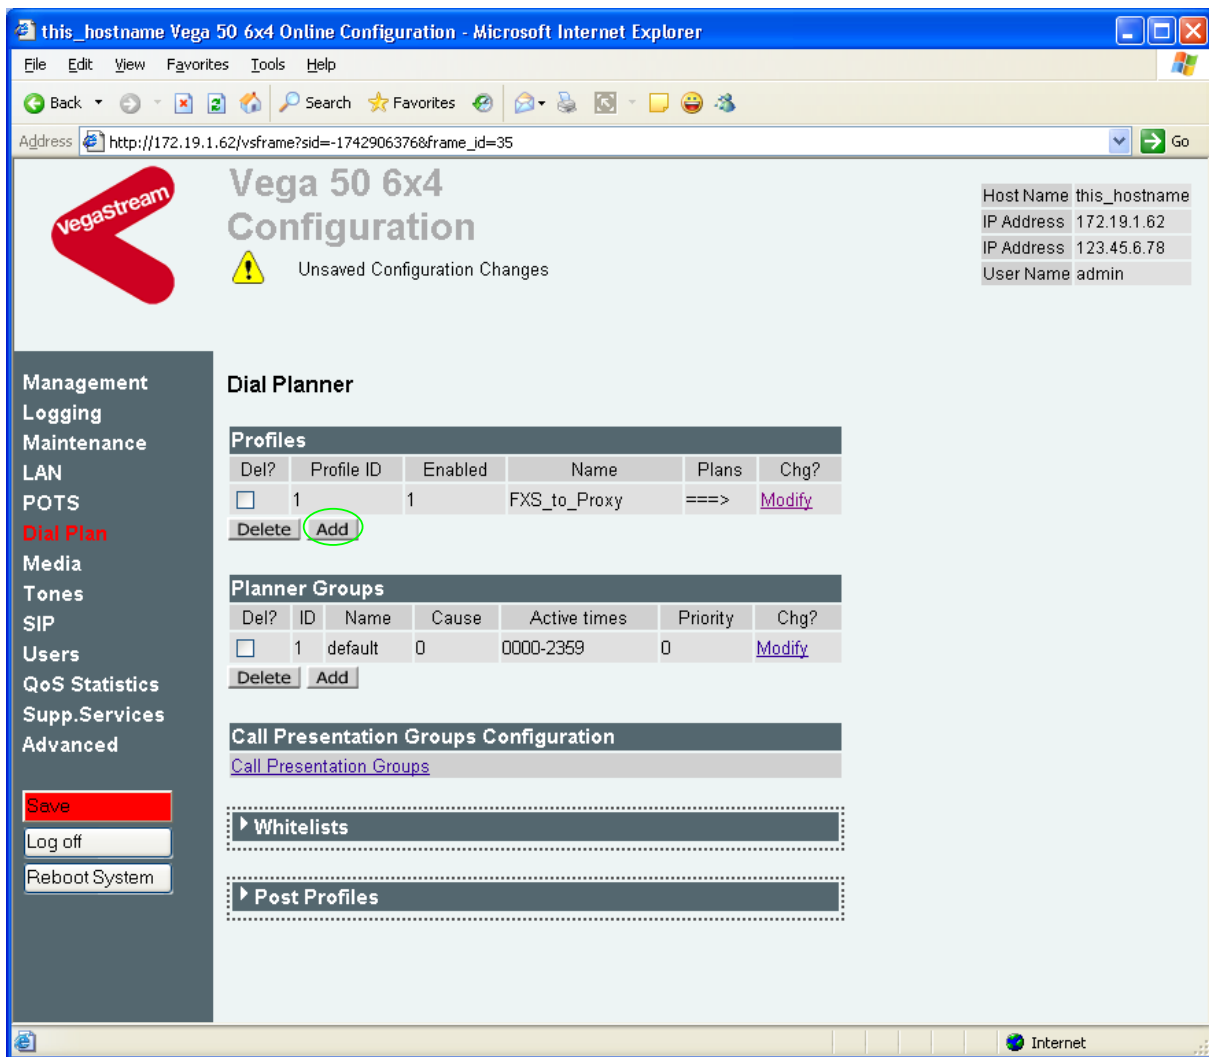 this_hostname Vega 50 6x4 Online Configuration - Microsoft Internet Explorer
File Edit View Favorites Tools Help
Back Search Favorites
Address http://172.19.1.62/vsframe?sid=-1742906376&frame_id=35 Go
vegastream
Vega 50 6x4
Configuration
Unsaved Configuration Changes
Host Name this_hostname
IP Address 172.19.1.62
IP Address 123.45.6.78
User Name admin
Management
Logging
Maintenance
LAN
POTS
Dial Plan
Media
Tones
SIP
Users
QoS Statistics
Supp.Services
Advanced
Save
Log off
Reboot System
Dial Planner
Profiles
Del? Profile ID Enabled Name Plans Chg?
1 1 FXS_to_Proxy ===> Modify
Delete Add
Planner Groups
Del? ID Name Cause Active times Priority Chg?
1 default 0 0000-2359 0 Modify
Delete Add
Call Presentation Groups Configuration
Call Presentation Groups
Whitelists
Post Profiles
Internet